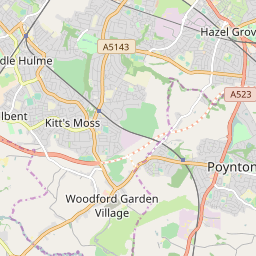 Hazel Grov
A5143
dle Hulme
A523
lbent
Kitt's Moss
Poynton
Woodford Garden
Village